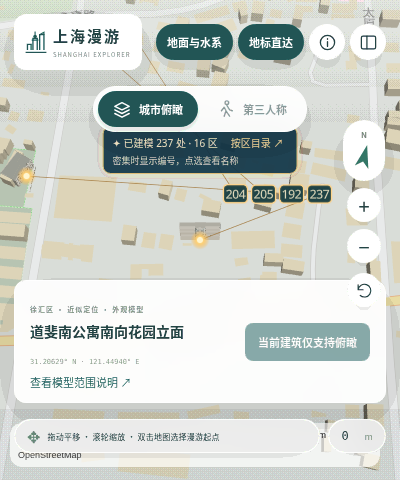 上海漫游
SHANGHAI EXPLORER
地面与水系
地标直达
城市俯瞰
第三人称
✦ 已建模 237 处 · 16 区 按区目录 ↗
密集时显示编号，点选查看名称
N
204 205 192 237
+
−
徐汇区 · 近似定位 · 外观模型
道斐南公寓南向花园立面
31.20629° N · 121.44940° E
查看模型范围说明 ↗
当前建筑仅支持俯瞰
拖动平移 · 滚轮缩放 · 双击地图选择漫游起点
0 m
OpenStreetMap